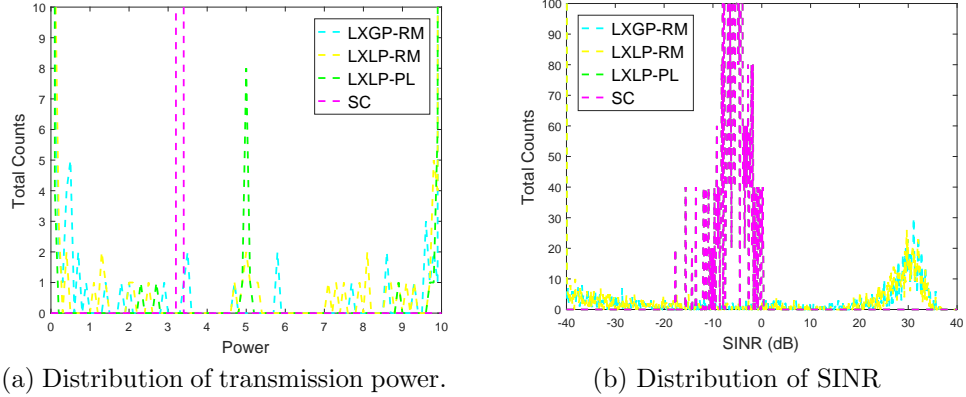 10
9
8
7
6
5
4
3
2
1
0
Total Counts
LXGP-RM
LXLP-RM
LXLP-PL
SC
0 1 2 3 4 5 6 7 8 9 10
Power
(a) Distribution of transmission power.
100
90
80
70
60
50
40
30
20
10
0
Total Counts
LXGP-RM
LXLP-RM
LXLP-PL
SC
-40 -30 -20 -10 0 10 20 30 40
SINR (dB)
(b) Distribution of SINR